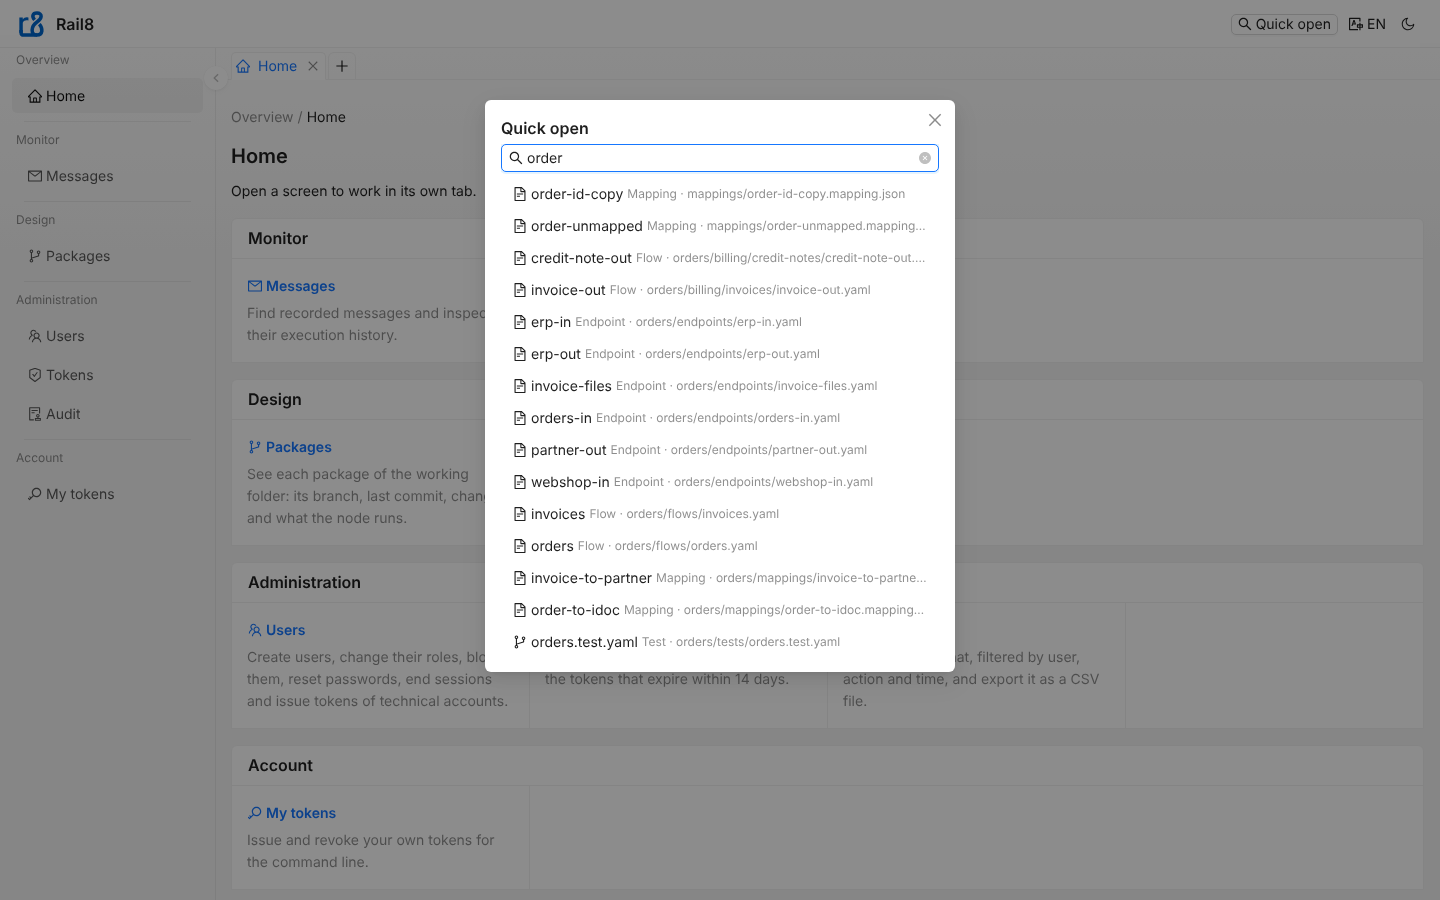 Rail8
Quick open
EN
Overview
Home
Monitor
Messages
Design
Packages
Administration
Users
Tokens
Audit
Account
My tokens
Home
Overview / Home
Home
Open a screen to work in its own tab.
Monitor
Messages
Find recorded messages and inspec
their execution history.
Design
Packages
See each package of the working
folder: its branch, last commit, chan
and what the node runs.
Administration
Users
Create users, change their roles, blo
them, reset passwords, end sessions
and issue tokens of technical accounts.
the tokens that expire within 14 days.
at, filtered by user,
action and time, and export it as a CSV
file.
Account
My tokens
Issue and revoke your own tokens for
the command line.
Quick open
order
order-id-copy Mapping · mappings/order-id-copy.mapping.json
order-unmapped Mapping · mappings/order-unmapped.mapping...
credit-note-out Flow · orders/billing/credit-notes/credit-note-out....
invoice-out Flow · orders/billing/invoices/invoice-out.yaml
erp-in Endpoint · orders/endpoints/erp-in.yaml
erp-out Endpoint · orders/endpoints/erp-out.yaml
invoice-files Endpoint · orders/endpoints/invoice-files.yaml
orders-in Endpoint · orders/endpoints/orders-in.yaml
partner-out Endpoint · orders/endpoints/partner-out.yaml
webshop-in Endpoint · orders/endpoints/webshop-in.yaml
invoices Flow · orders/flows/invoices.yaml
orders Flow · orders/flows/orders.yaml
invoice-to-partner Mapping · orders/mappings/invoice-to-partne...
order-to-idoc Mapping · orders/mappings/order-to-idoc.mapping...
orders.test.yaml Test · orders/tests/orders.test.yaml